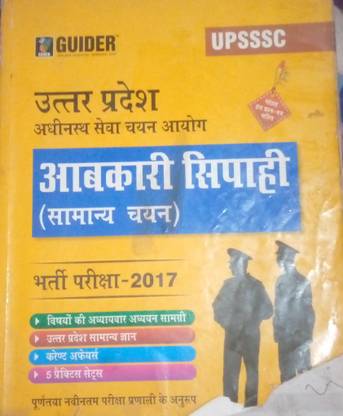 GUIDER
UPSSSC
उत्तर प्रदेश
अधीनस्थ सेवा चयन आयोग
आबकारी सिपाही
(सामान्य चयन)
भर्ती परीक्षा-2017
विषयों की अध्यायवार अध्ययन सामग्री
उत्तर प्रदेश सामान्य ज्ञान
करेण्ट अफेयर्स
5 प्रैक्टिस सेट्स
पूर्णतया नवीनतम परीक्षा प्रणाली के अनुरूप